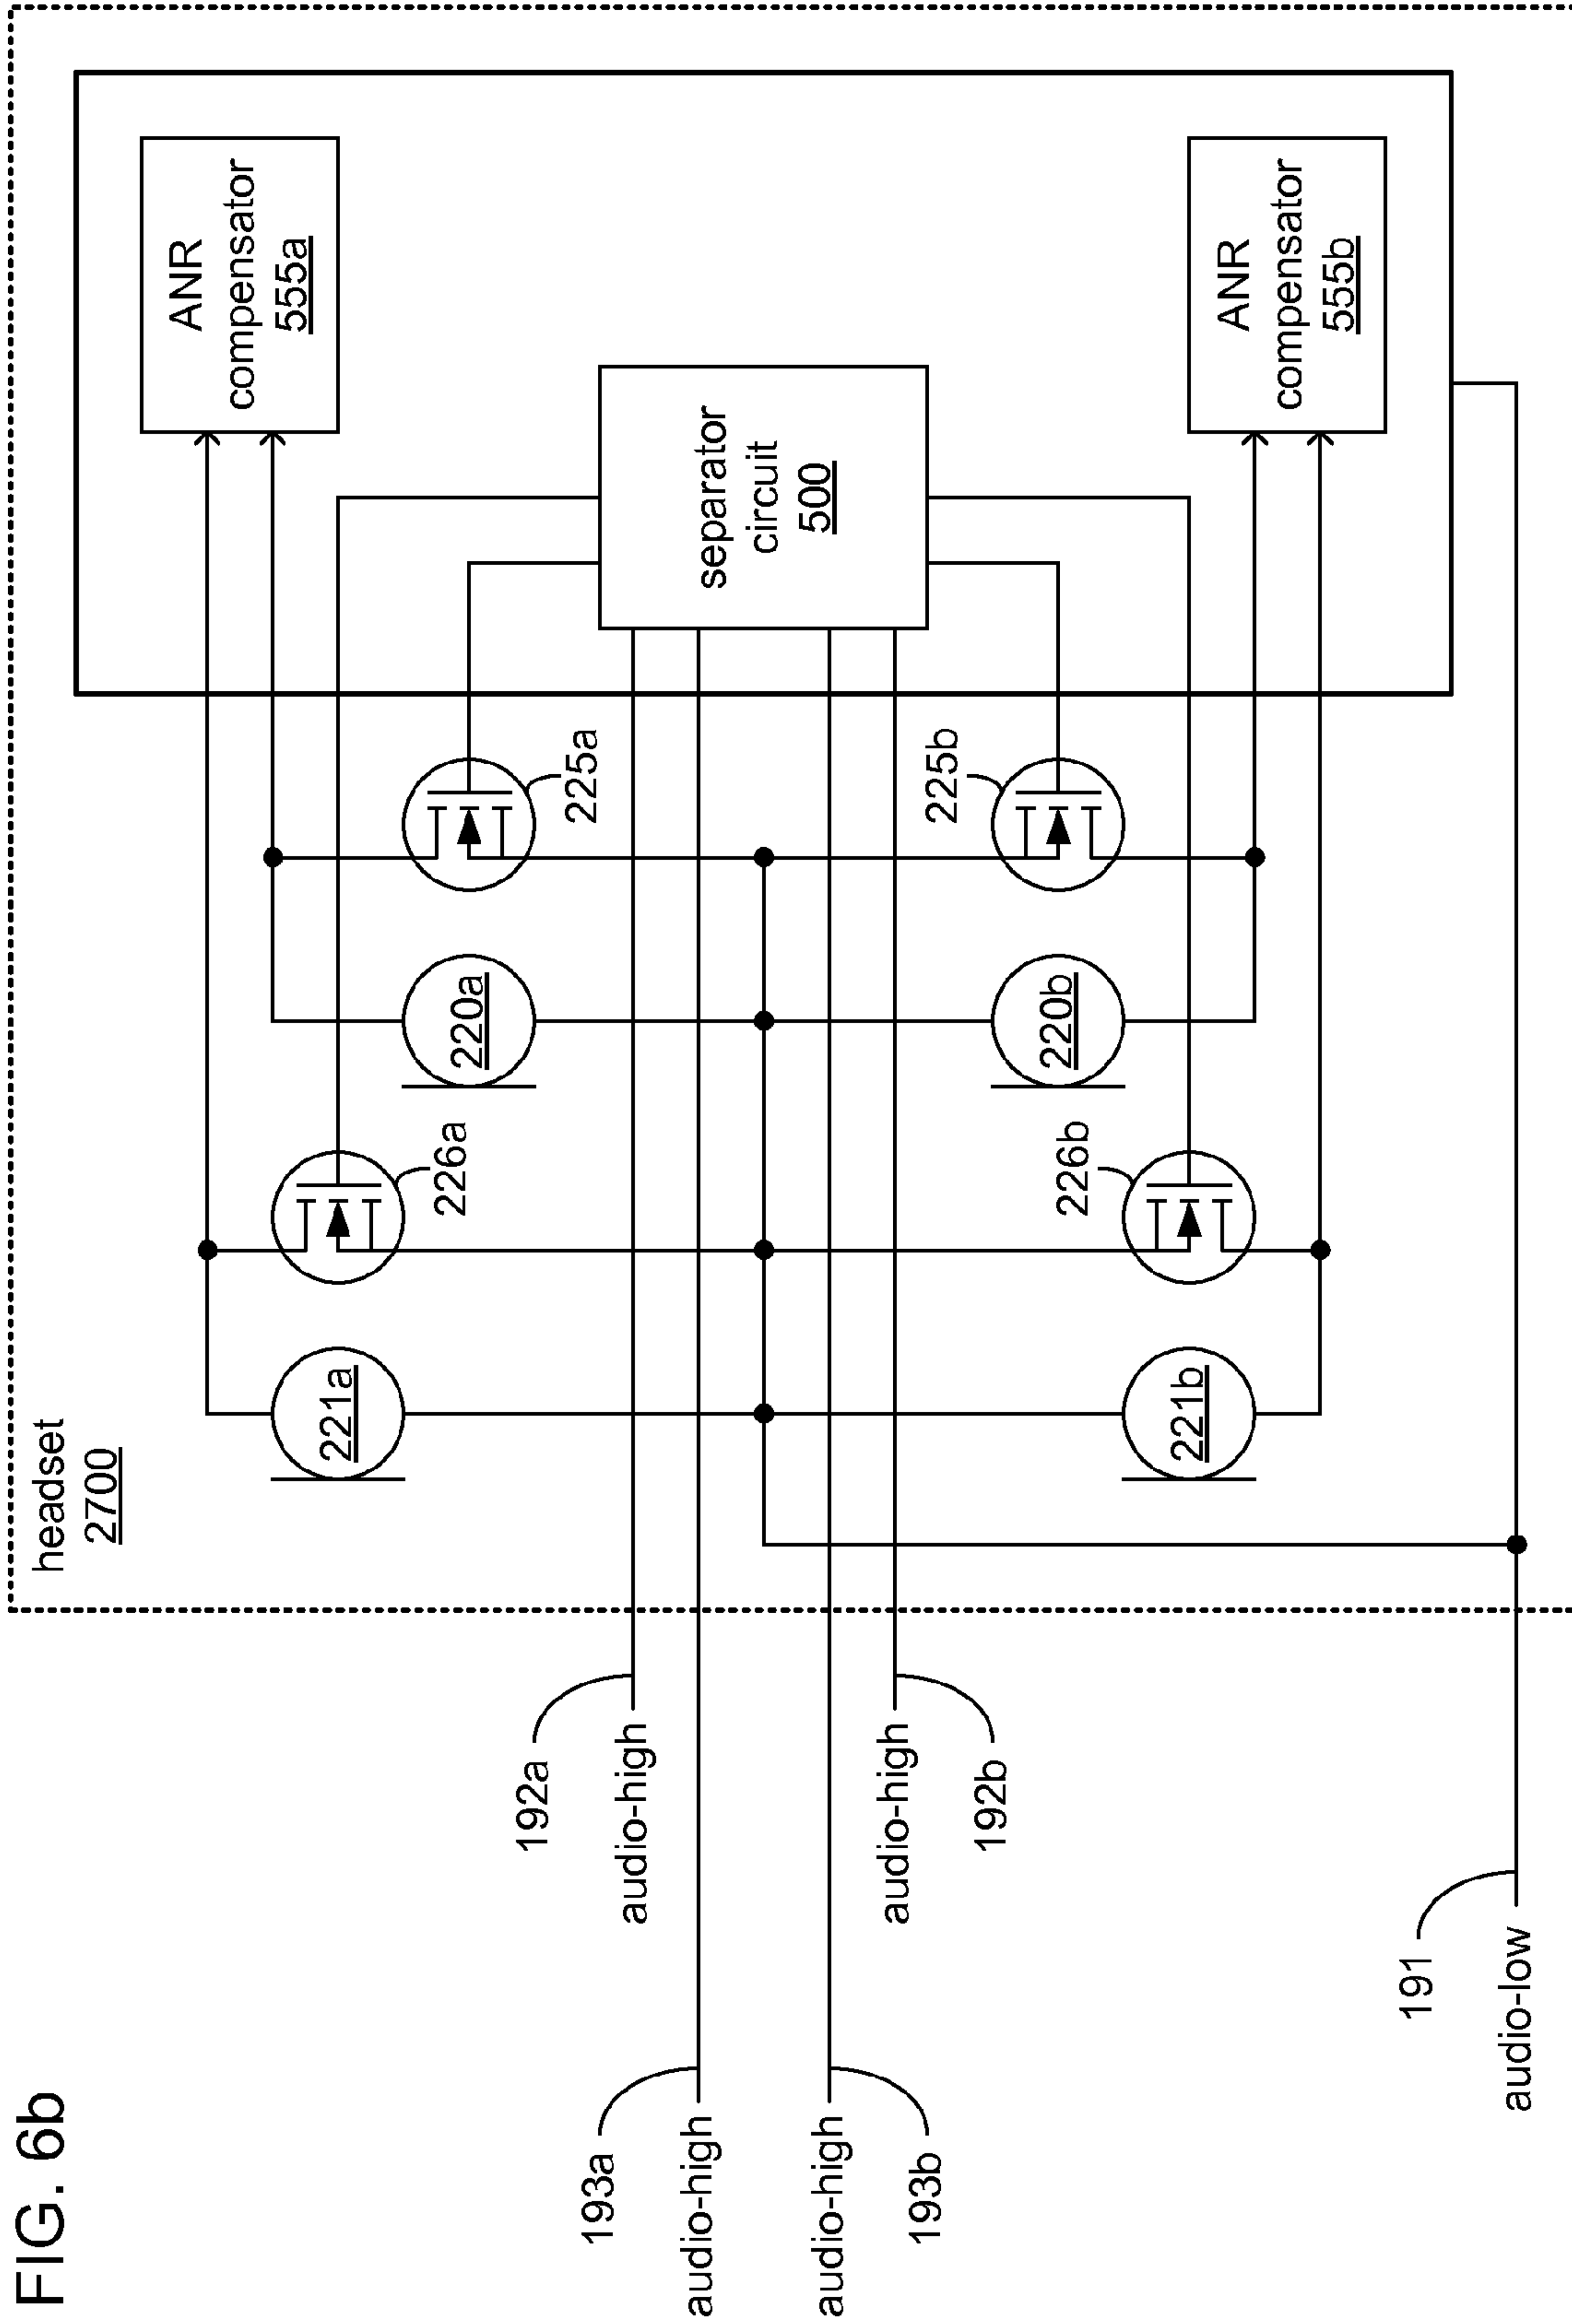 FIG. 6b
headset
2700
ANR
compensator
555a
separator
circuit
500
ANR
compensator
555b
221a
226a
220a
225a
221b
226b
220b
225b
192a
audio-high
193a
audio-high
audio-high
193b
audio-high
192b
191
audio-low